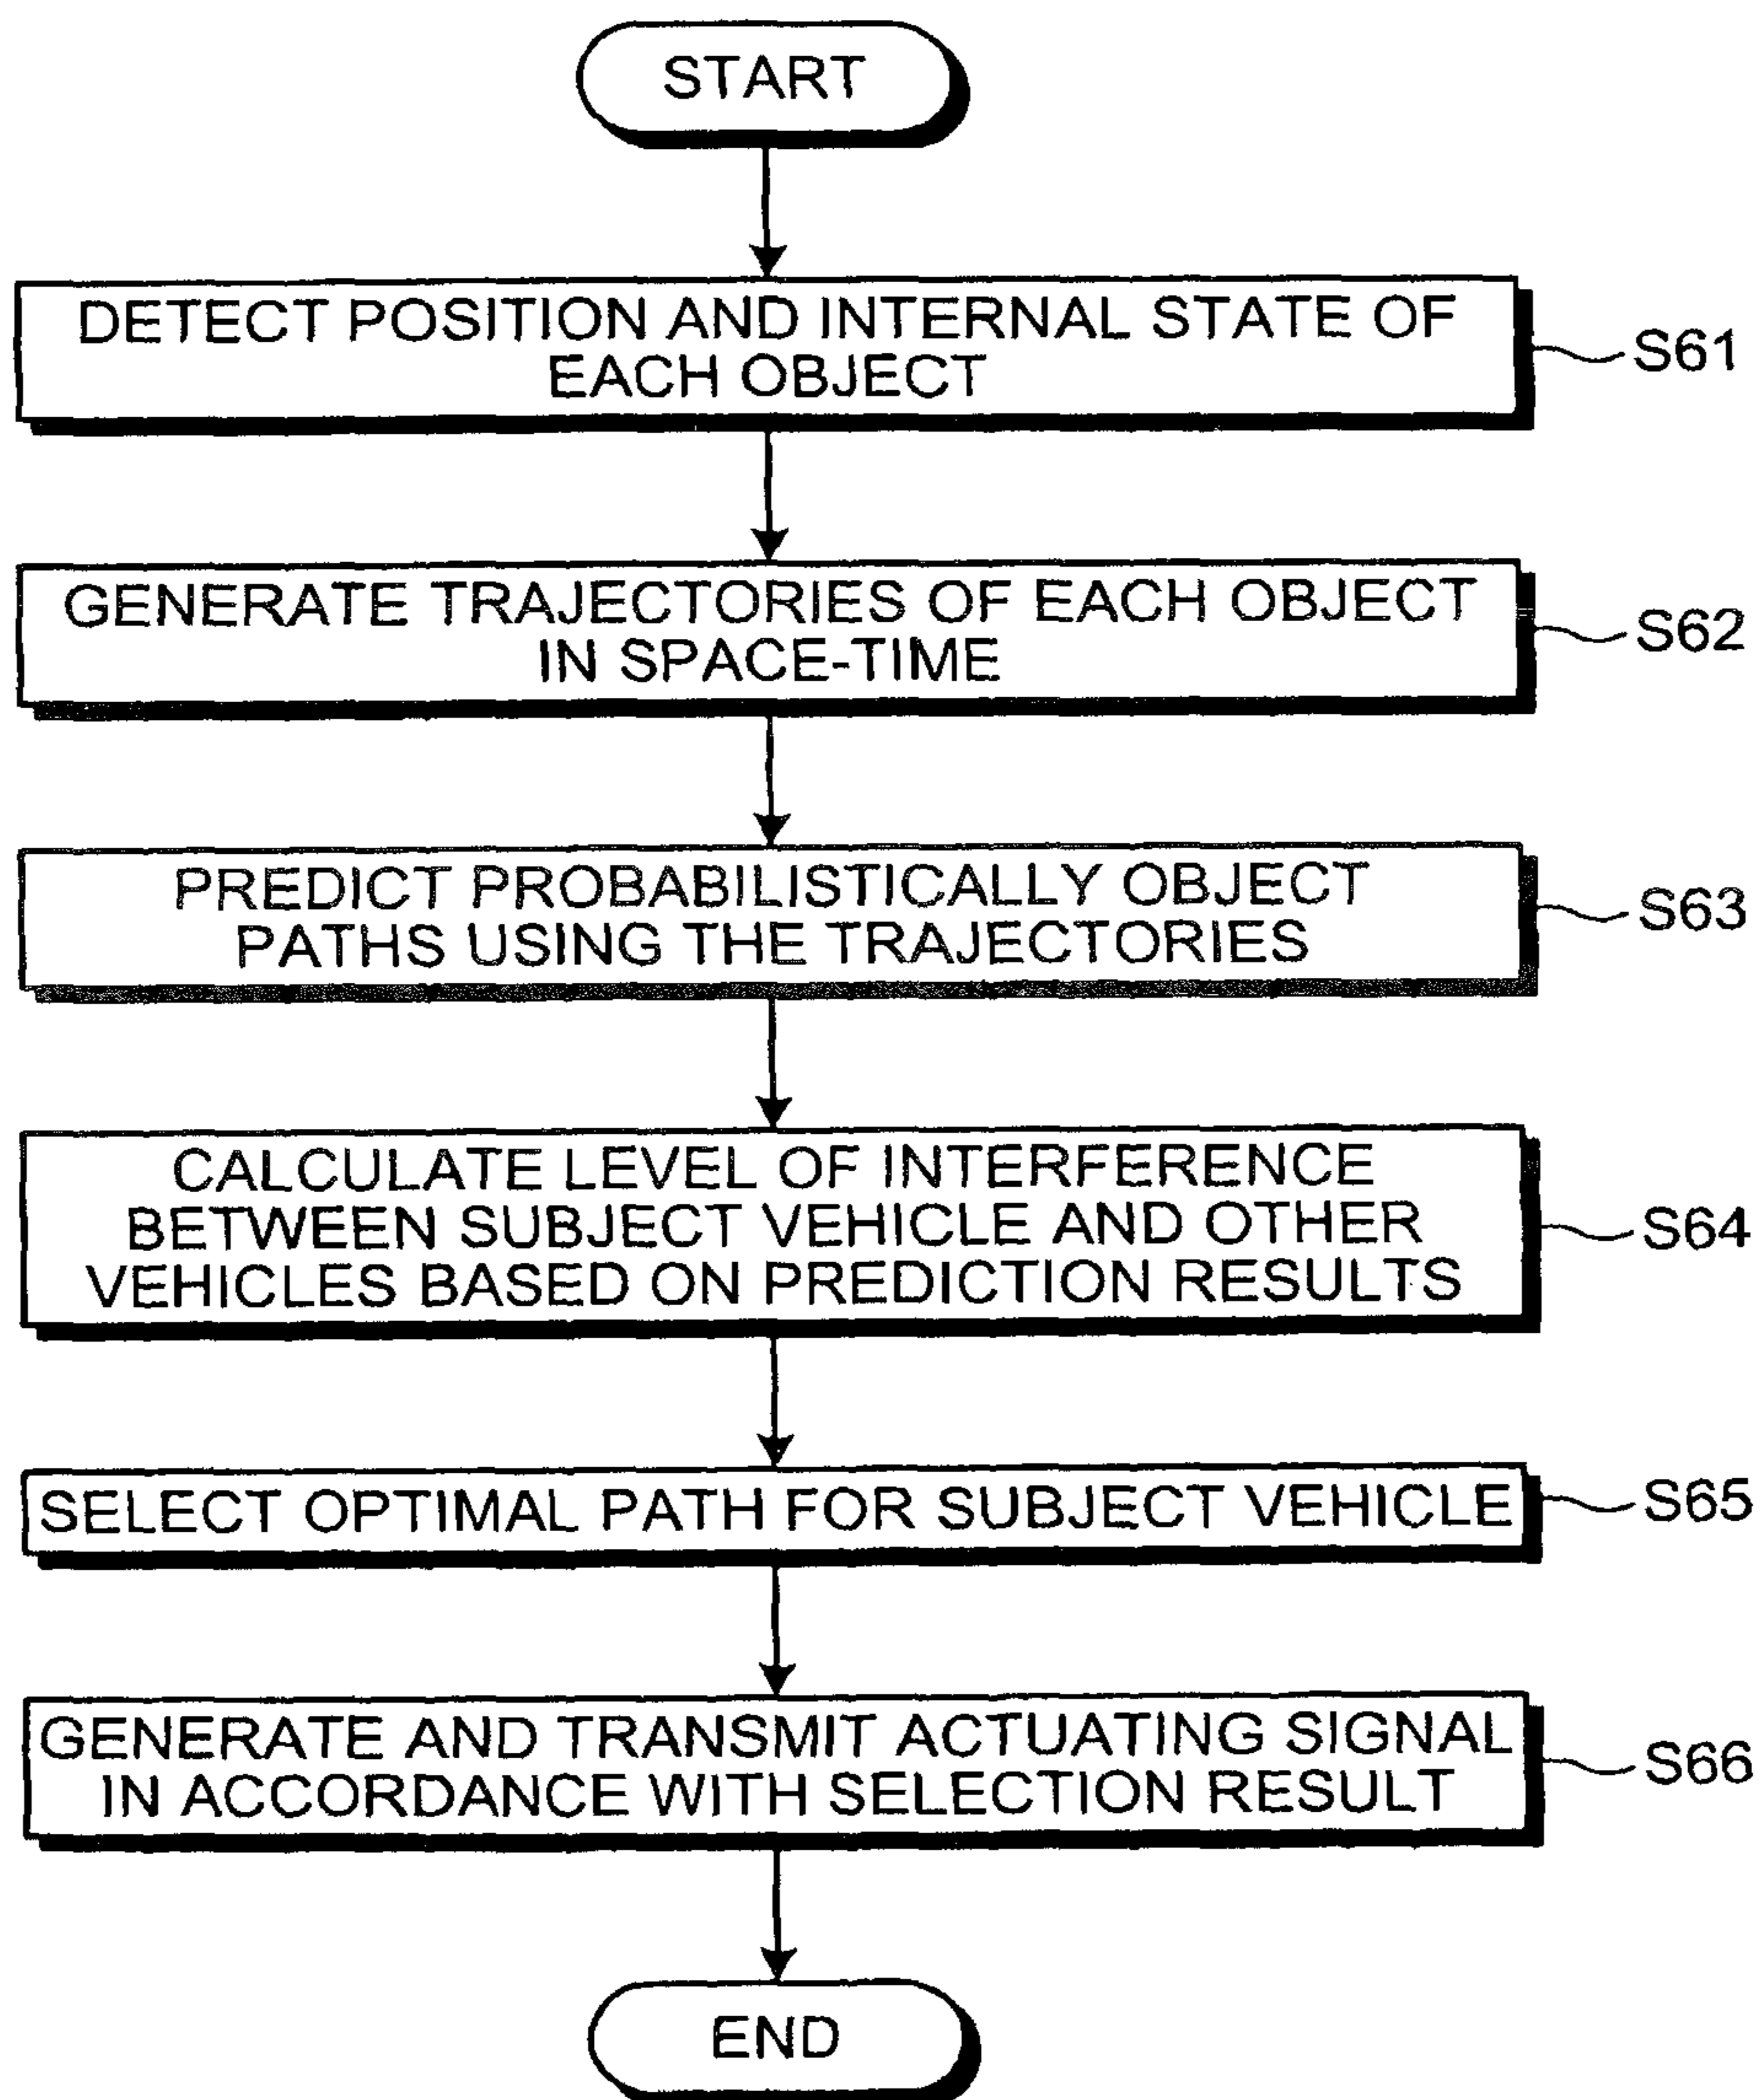 START
DETECT POSITION AND INTERNAL STATE OF
EACH OBJECT
S61
GENERATE TRAJECTORIES OF EACH OBJECT
IN SPACE-TIME
S62
PREDICT PROBABILISTICALLY OBJECT
PATHS USING THE TRAJECTORIES
S63
CALCULATE LEVEL OF INTERFERENCE
BETWEEN SUBJECT VEHICLE AND OTHER
VEHICLES BASED ON PREDICTION RESULTS
S64
SELECT OPTIMAL PATH FOR SUBJECT VEHICLE
S65
GENERATE AND TRANSMIT ACTUATING SIGNAL
IN ACCORDANCE WITH SELECTION RESULT
S66
END